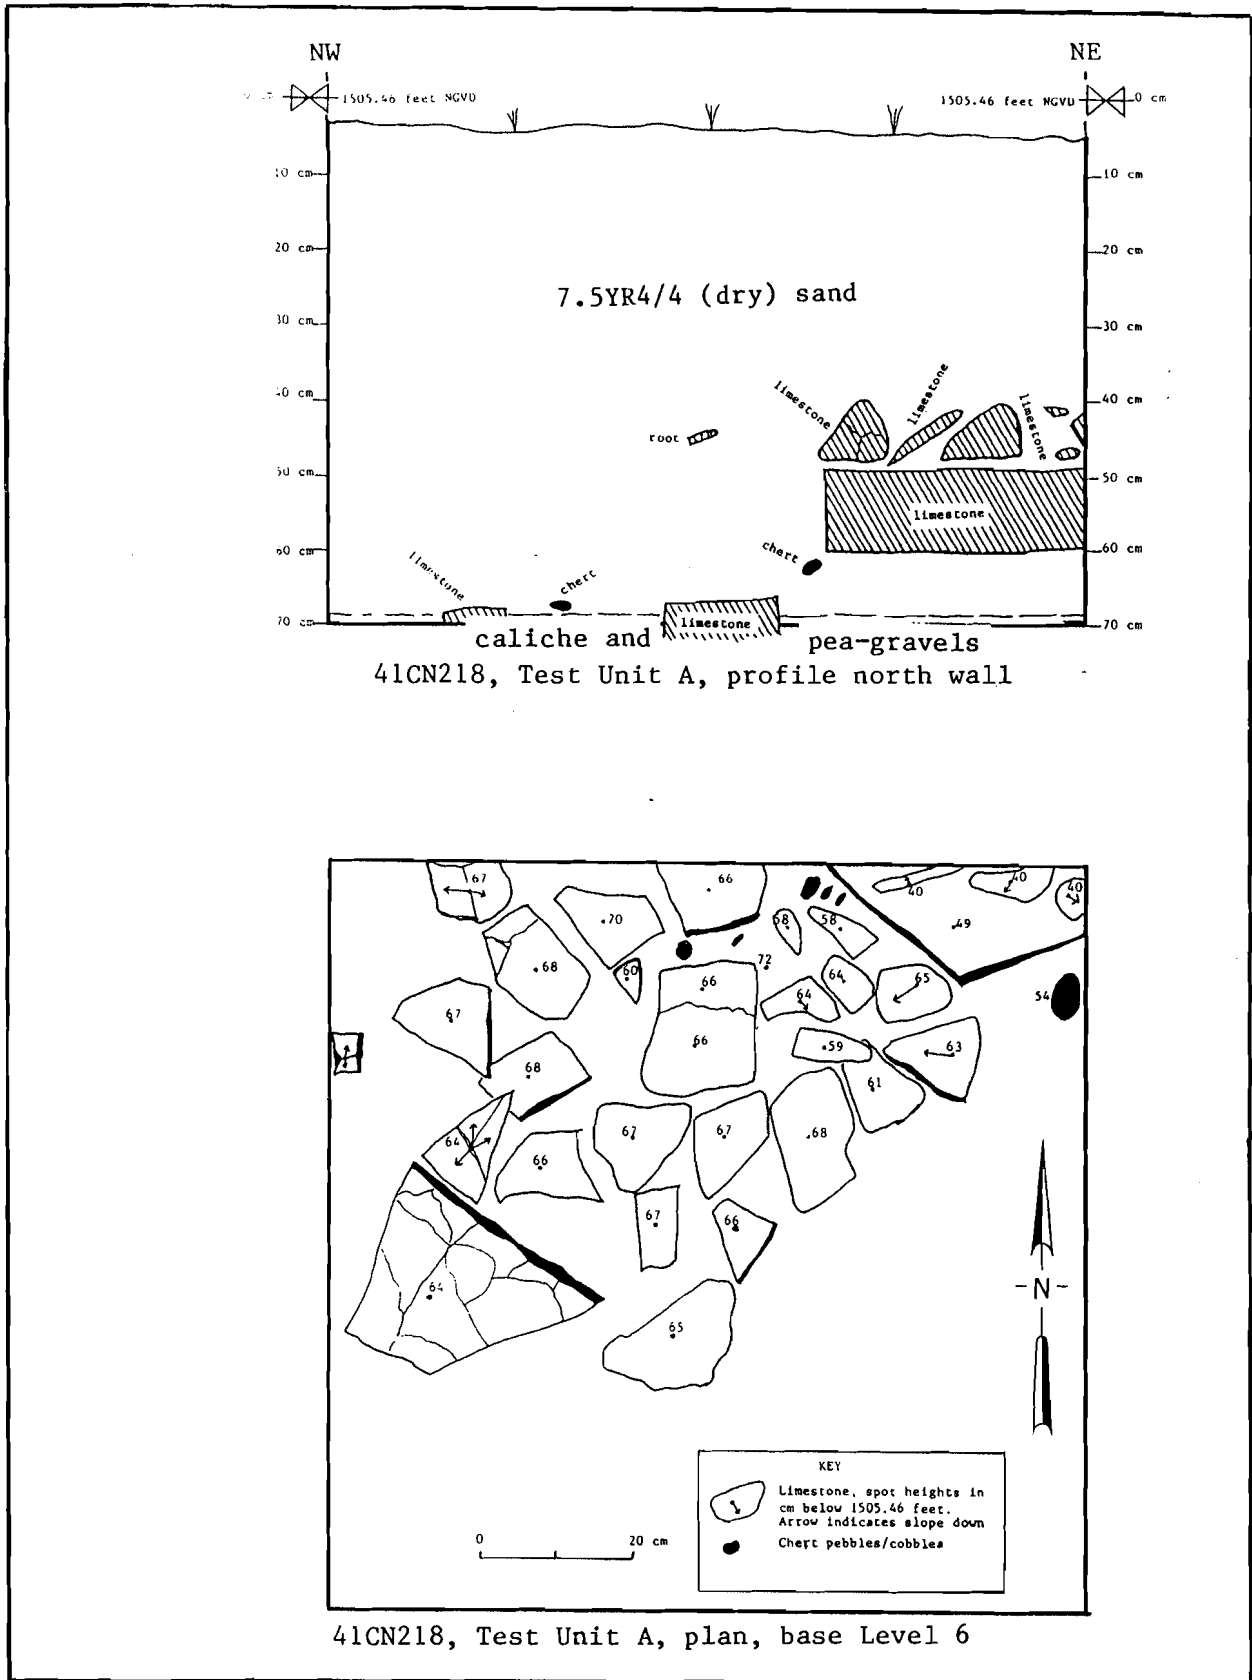 NW NE
1505.46 feet NGVD 1505.46 feet NGVD 0 cm
10 cm 10 cm
20 cm 20 cm
7.5YR4/4 (dry) sand
30 cm 30 cm
40 cm 40 cm
limestone limestone limestone
root
50 cm 50 cm
limestone
chert
60 cm 60 cm
limestone chert
70 cm limestone 70 cm
caliche and pea-gravels
41CN218, Test Unit A, profile north wall
67 66 40 40 40
70 58 58 49
68 60 66 72 64 65 54
67 66 64 59 63
68 61
64 66 67 67 68
67 66
64 65
-N-
KEY
Limestone, spot heights in
cm below 1505.46 feet.
Arrow indicates slope down
Chert pebbles/cobbles
0 20 cm
41CN218, Test Unit A, plan, base Level 6